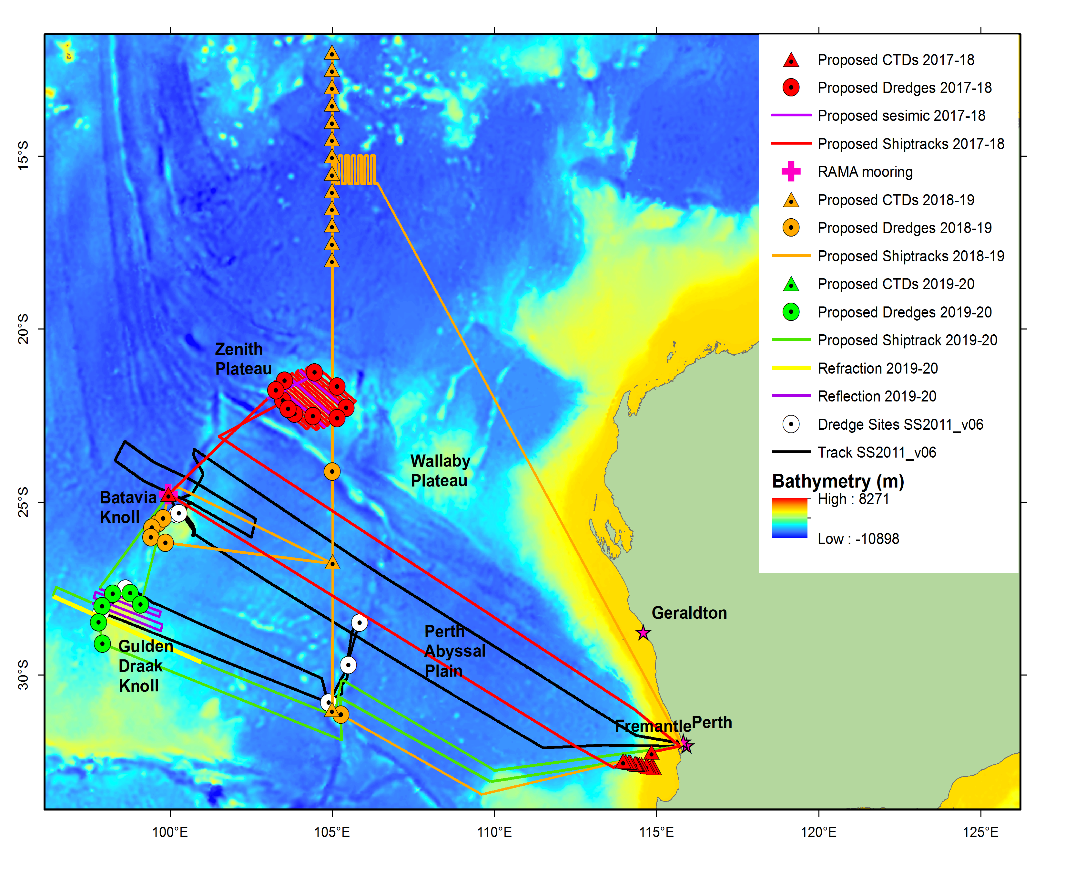 Proposed CTDs 2017-18
Proposed Dredges 2017-18
Proposed sesimic 2017-18
Proposed Shiptracks 2017-18
RAMA mooring
Proposed CTDs 2018-19
Proposed Dredges 2018-19
Proposed Shiptracks 2018-19
Proposed CTDs 2019-20
Proposed Dredges 2019-20
Proposed Shiptrack 2019-20
Refraction 2019-20
Reflection 2019-20
Dredge Sites SS2011_v06
Track SS2011_v06
Bathymetry (m)
High : 8271
Low : -10898
15°S
20°S
25°S
30°S
Zenith
Plateau
Wallaby
Plateau
Batavia
Knoll
Gulden
Draak
Knoll
Perth
Abyssal
Plain
Geraldton
Fremantle
Perth
100°E
105°E
110°E
115°E
120°E
125°E